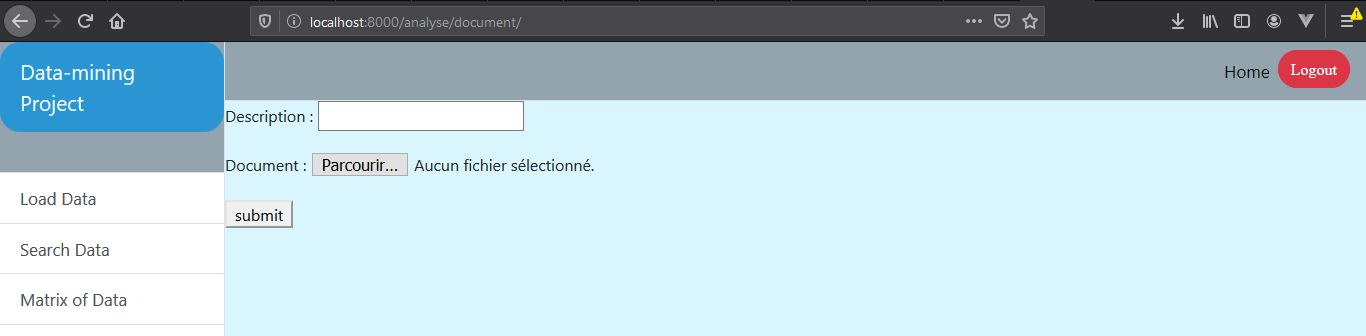 localhost:8000/analyse/document/
Data-mining
Project
Home
Logout
Description :
Document : Parcourir... Aucun fichier sélectionné.
submit
Load Data
Search Data
Matrix of Data